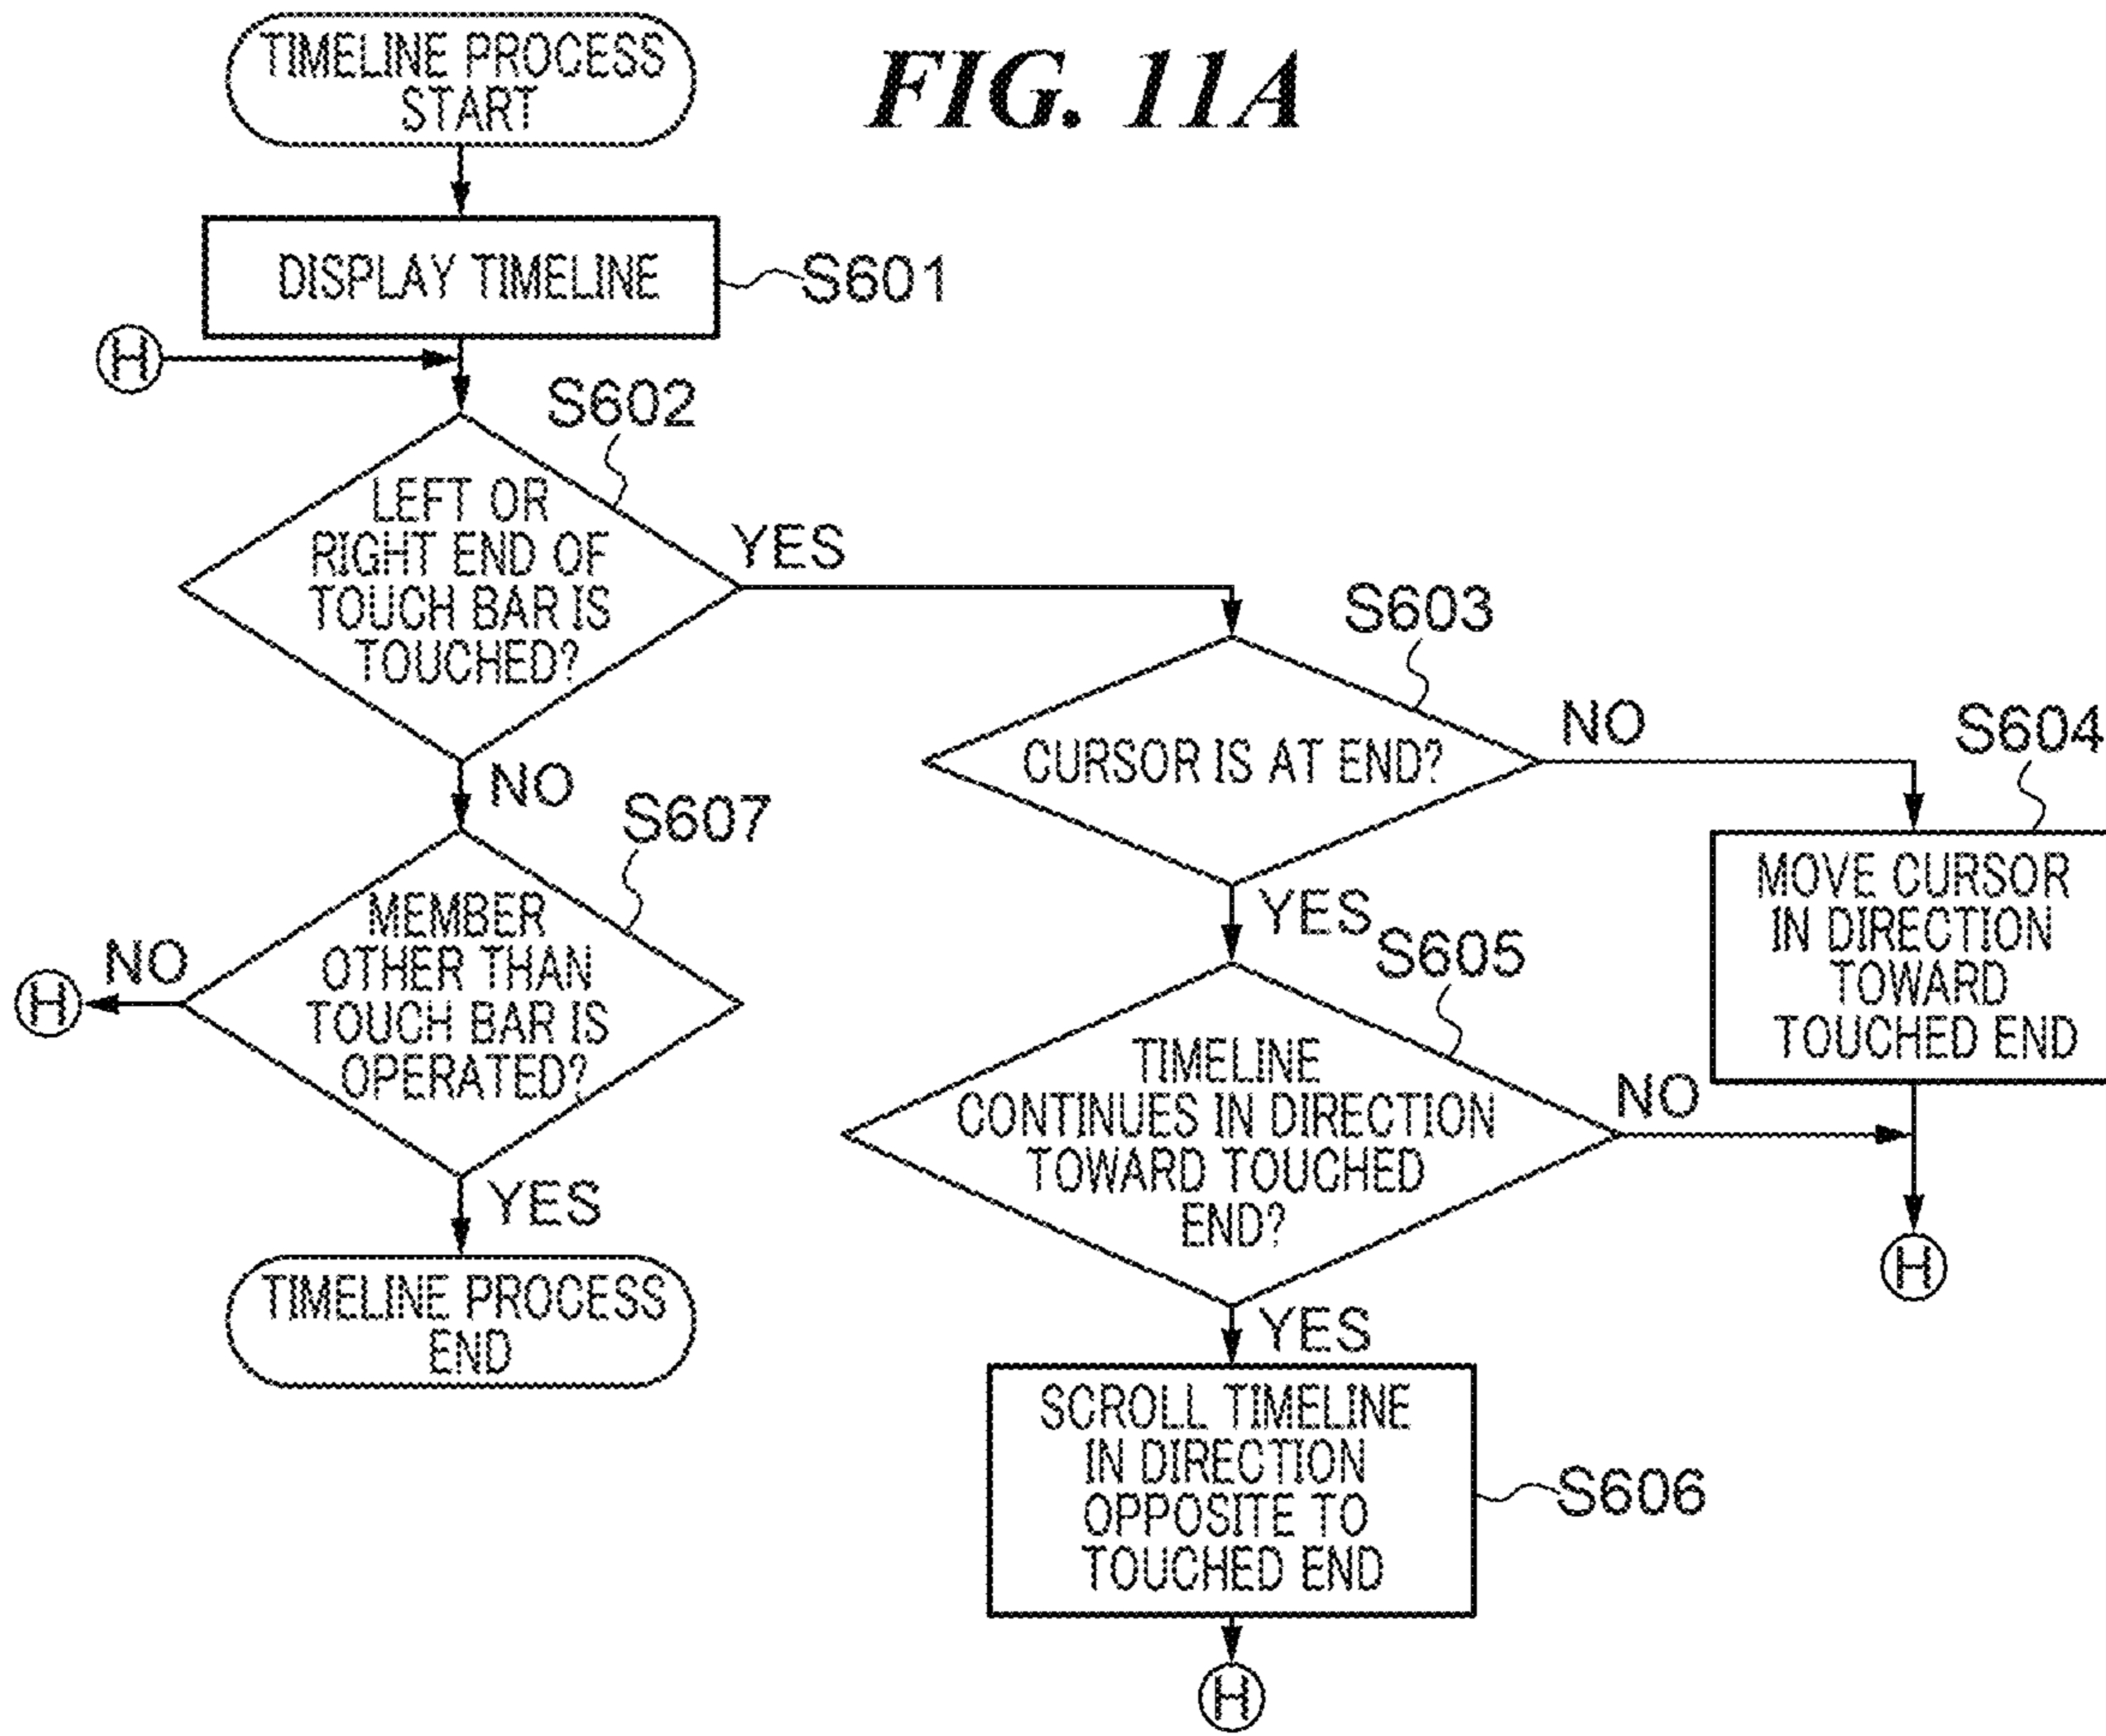 TIMELINE PROCESS
START
FIG. 11A
DISPLAY TIMELINE
S601
H
S602
LEFT OR
RIGHT END OF
TOUCH BAR IS
TOUCHED?
YES
NO
S603
CURSOR IS AT END?
NO
YES
S604
MOVE CURSOR
IN DIRECTION
TOWARD
TOUCHED END
S607
MEMBER
OTHER THAN
TOUCH BAR IS
OPERATED?
NO
H
YES
TIMELINE PROCESS
END
S605
TIMELINE
CONTINUES IN DIRECTION
TOWARD TOUCHED
END?
NO
H
YES
SCROLL TIMELINE
IN DIRECTION
OPPOSITE TO
TOUCHED END
S606
H